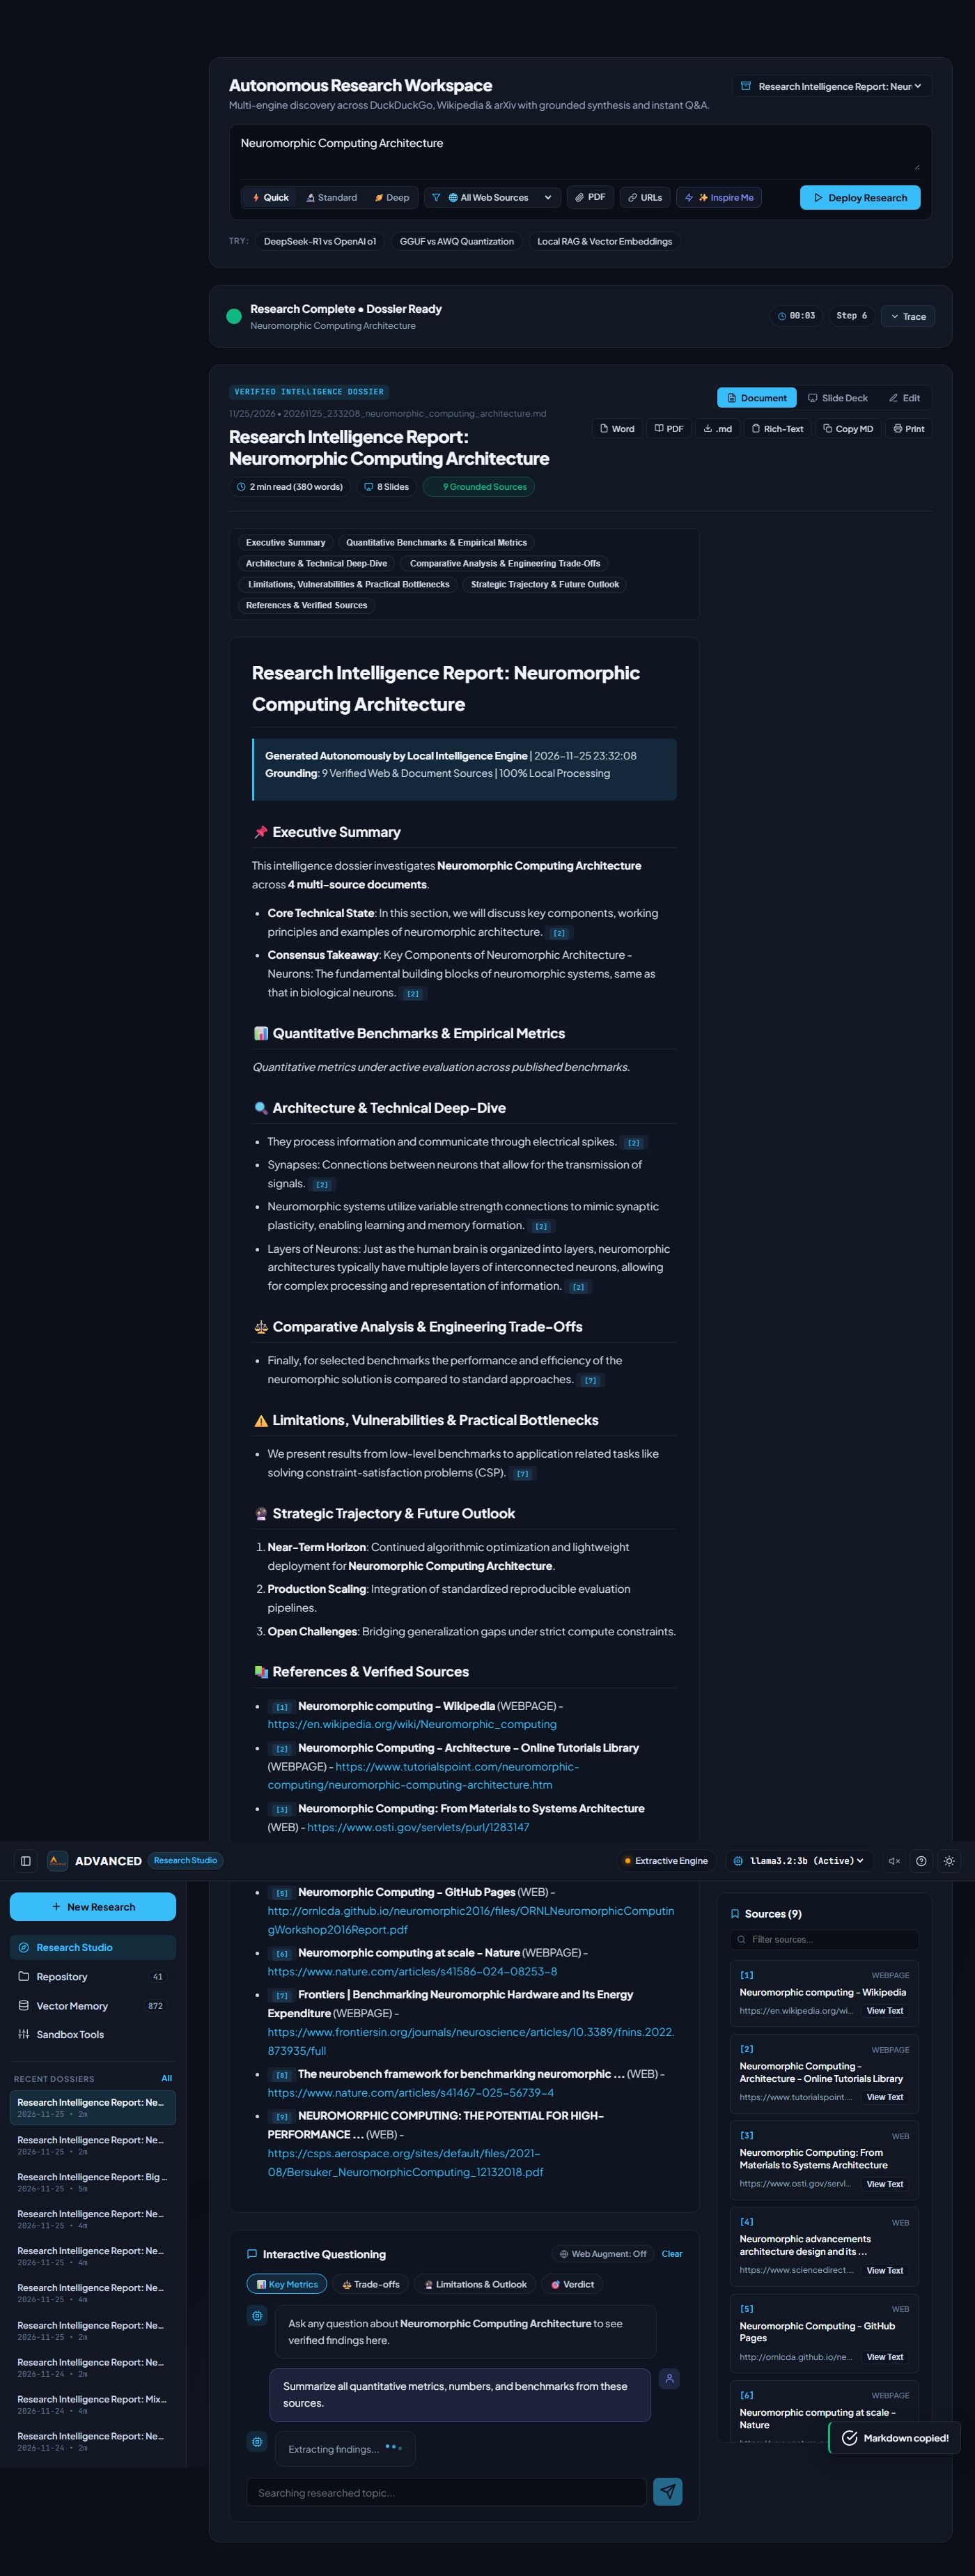 Autonomous Research Workspace
Multi-engine discovery across DuckDuckGo, Wikipedia & arXiv with grounded synthesis and instant Q&A.
Research Intelligence Report: Neur
Neuromorphic Computing Architecture
Quick Standard Deep All Web Sources PDF URLs Inspire Me Deploy Research
TRY: DeepSeek-R1 vs OpenAI o1 GGUF vs AWQ Quantization Local RAG & Vector Embeddings
Research Complete • Dossier Ready
Neuromorphic Computing Architecture
00:03 Step 6 Trace
VERIFIED INTELLIGENCE DOSSIER
11/25/2026 • 20261125_233208_neuromorphic_computing_architecture.md
Research Intelligence Report:
Neuromorphic Computing Architecture
2 min read (380 words) 8 Slides 9 Grounded Sources
Document Slide Deck Edit
Word PDF .md Rich-Text Copy MD Print
Executive Summary Quantitative Benchmarks & Empirical Metrics
Architecture & Technical Deep-Dive Comparative Analysis & Engineering Trade-Offs
Limitations, Vulnerabilities & Practical Bottlenecks Strategic Trajectory & Future Outlook
References & Verified Sources
Research Intelligence Report: Neuromorphic
Computing Architecture
Generated Autonomously by Local Intelligence Engine | 2026-11-25 23:32:08
Grounding: 9 Verified Web & Document Sources | 100% Local Processing
📌 Executive Summary
This intelligence dossier investigates Neuromorphic Computing Architecture
across 4 multi-source documents.
• Core Technical State: In this section, we will discuss key components, working
principles and examples of neuromorphic architecture. [2]
• Consensus Takeaway: Key Components of Neuromorphic Architecture -
Neurons: The fundamental building blocks of neuromorphic systems, same as
that in biological neurons. [2]
📊 Quantitative Benchmarks & Empirical Metrics
Quantitative metrics under active evaluation across published benchmarks.
🔍 Architecture & Technical Deep-Dive
• They process information and communicate through electrical spikes. [2]
• Synapses: Connections between neurons that allow for the transmission of
signals. [2]
• Neuromorphic systems utilize variable strength connections to mimic synaptic
plasticity, enabling learning and memory formation. [2]
• Layers of Neurons: Just as the human brain is organized into layers, neuromorphic
architectures typically have multiple layers of interconnected neurons, allowing
for complex processing and representation of information. [2]
⚖️ Comparative Analysis & Engineering Trade-Offs
• Finally, for selected benchmarks the performance and efficiency of the
neuromorphic solution is compared to standard approaches. [7]
⚠️ Limitations, Vulnerabilities & Practical Bottlenecks
• We present results from low-level benchmarks to application related tasks like
solving constraint-satisfaction problems (CSP). [7]
🔮 Strategic Trajectory & Future Outlook
1. Near-Term Horizon: Continued algorithmic optimization and lightweight
deployment for Neuromorphic Computing Architecture.
2. Production Scaling: Integration of standardized reproducible evaluation
pipelines.
3. Open Challenges: Bridging generalization gaps under strict compute constraints.
📚 References & Verified Sources
• [1] Neuromorphic computing - Wikipedia (WEBPAGE) -
https://en.wikipedia.org/wiki/Neuromorphic_computing
• [2] Neuromorphic Computing - Architecture - Online Tutorials Library
(WEBPAGE) - https://www.tutorialspoint.com/neuromorphic-
computing/neuromorphic-computing-architecture.htm
• [3] Neuromorphic Computing: From Materials to Systems Architecture
(WEB) - https://www.osti.gov/servlets/purl/1283147
ADVANCED Research Studio
Extractive Engine llama3.2:3b (Active)
New Research
Research Studio
Repository 41
Vector Memory 872
Sandbox Tools
RECENT DOSSIERS All
Research Intelligence Report: Ne...
2026-11-25 • 2m
Research Intelligence Report: Ne...
2026-11-25 • 2m
Research Intelligence Report: Big ...
2026-11-25 • 5m
Research Intelligence Report: Ne...
2026-11-25 • 4m
Research Intelligence Report: Ne...
2026-11-25 • 4m
Research Intelligence Report: Ne...
2026-11-25 • 4m
Research Intelligence Report: Ne...
2026-11-25 • 2m
Research Intelligence Report: Ne...
2026-11-24 • 2m
Research Intelligence Report: Mix...
2026-11-24 • 4m
Research Intelligence Report: Ne...
2026-11-24 • 2m
• [5] Neuromorphic Computing - GitHub Pages (WEB) -
http://ornlcda.github.io/neuromorphic2016/files/ORNLNeuromorphicComputin
gWorkshop2016Report.pdf
• [6] Neuromorphic computing at scale - Nature (WEBPAGE) -
https://www.nature.com/articles/s41586-024-08253-8
• [7] Frontiers | Benchmarking Neuromorphic Hardware and Its Energy
Expenditure (WEBPAGE) -
https://www.frontiersin.org/journals/neuroscience/articles/10.3389/fnins.2022.
873935/full
• [8] The neurobench framework for benchmarking neuromorphic ... (WEB) -
https://www.nature.com/articles/s41467-025-56739-4
• [9] NEUROMORPHIC COMPUTING: THE POTENTIAL FOR HIGH-
PERFORMANCE ... (WEB) -
https://csps.aerospace.org/sites/default/files/2021-
08/Bersuker_NeuromorphicComputing_12132018.pdf
Interactive Questioning Web Augment: Off Clear
📊 Key Metrics ⚖️ Trade-offs 🔮 Limitations & Outlook 🎯 Verdict
Ask any question about Neuromorphic Computing Architecture to see
verified findings here.
Summarize all quantitative metrics, numbers, and benchmarks from these
sources.
Extracting findings...
Searching researched topic...
Sources (9)
Filter sources...
[1] WEBPAGE
Neuromorphic computing - Wikipedia
https://en.wikipedia.org/wi... View Text
[2] WEBPAGE
Neuromorphic Computing -
Architecture - Online Tutorials Library
https://www.tutorialspoint.... View Text
[3] WEB
Neuromorphic Computing: From
Materials to Systems Architecture
https://www.osti.gov/servl... View Text
[4] WEB
Neuromorphic advancements
architecture design and its ...
https://www.sciencedirect.... View Text
[5] WEB
Neuromorphic Computing - GitHub
Pages
http://ornlcda.github.io/ne... View Text
[6] WEBPAGE
Neuromorphic computing at scale -
Nature
Markdown copied!